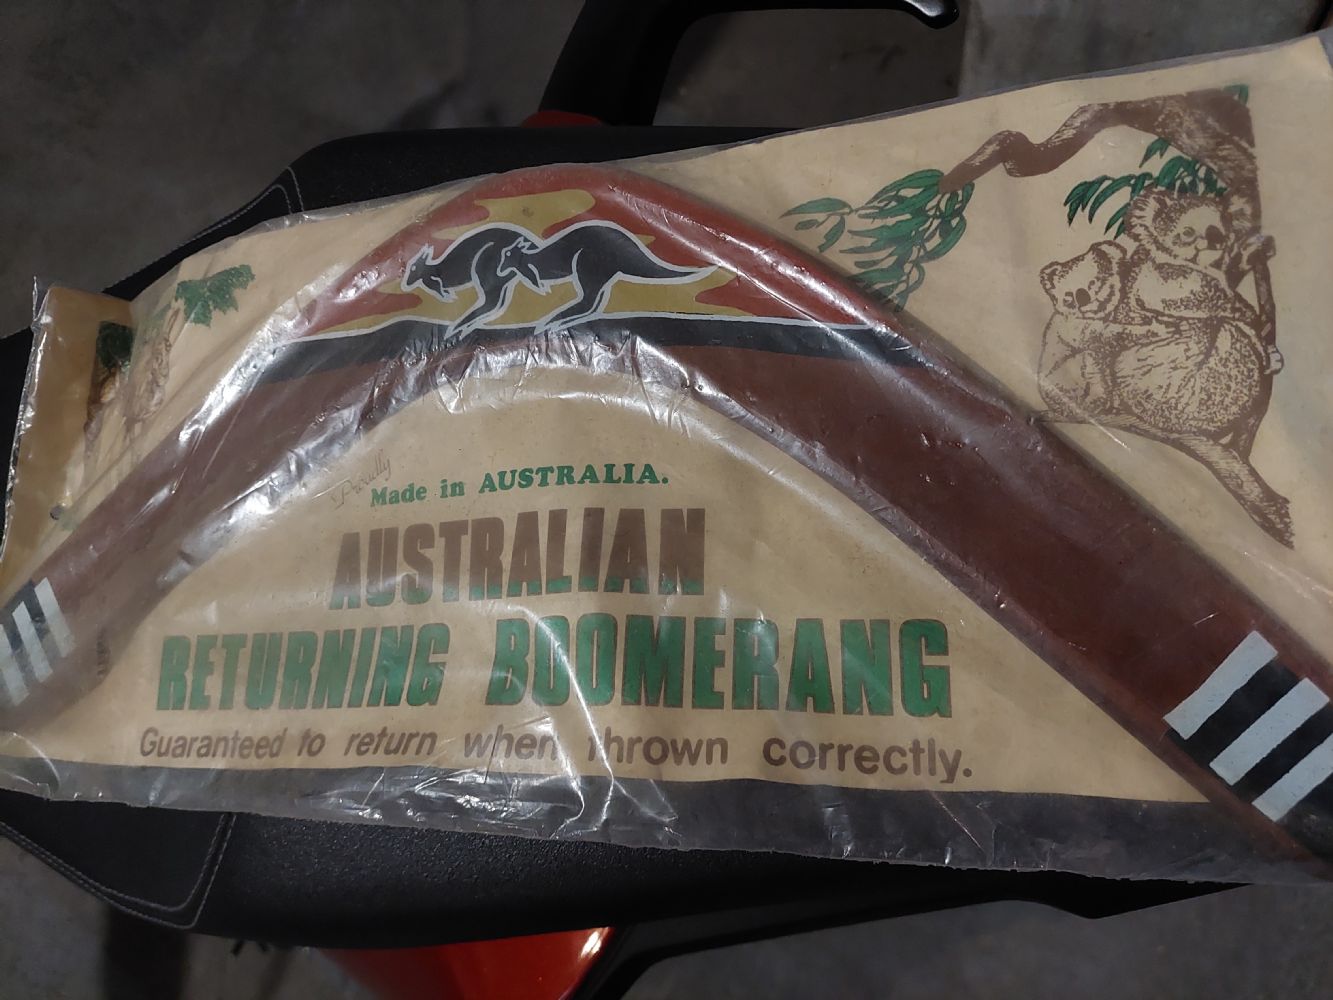 Proudly
Made in AUSTRALIA.
AUSTRALIAN
RETURNING BOOMERANG
Guaranteed to return when thrown correctly.